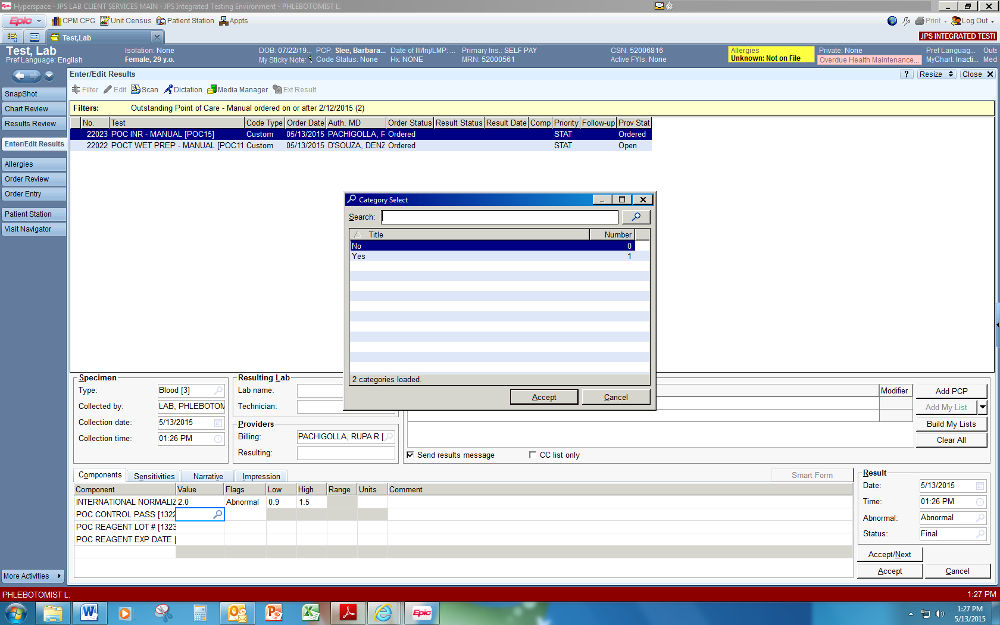 Epic Hyperspace - JPS LAB CLIENT SERVICES MAIN - JPS Integrated Testing Environment - PHLEBOTOMIST L.
Epic CPM CPG Unit Census Patient Station Appts Print Log Out
Test,Lab JPS INTEGRATED TESTI
Test, Lab Isolation: None DOB: 07/22/19... PCP: Slee, Barbara... Date of Ill/Inj/LMP: ... Primary Ins.: SELF PAY CSN: 52006816 Allergies Private: None Pref Languag... Outs
Pref Language: English Female, 29 y.o. My Sticky Note: Code Status: None Hx: NONE MRN: 52000561 Active FYIs: None Unknown: Not on File Overdue Health Maintenance... MyChart: Inacti... Med
Enter/Edit Results ? Resize Close X
Filter Edit Scan Dictation Media Manager Ext Result
SnapShot
Chart Review
Results Review
Enter/Edit Results
Allergies
Order Review
Order Entry
Patient Station
Visit Navigator
More Activities
Filters: Outstanding Point of Care - Manual ordered on or after 2/12/2015 (2)
No. Test Code Type Order Date Auth. MD Order Status Result Status Result Date Comp Priority Follow-up Prov Stat
22023 POC INR - MANUAL [POC15] Custom 05/13/2015 PACHIGOLLA, R Ordered STAT Ordered
22022 POCT WET PREP - MANUAL [POC11 Custom 05/13/2015 D'SOUZA, DENZ Ordered STAT Open
Category Select
Search:
Title Number
No 0
Yes 1
2 categories loaded.
Accept Cancel
Specimen
Type: Blood [3]
Collected by: LAB, PHLEBOTOM
Collection date: 5/13/2015
Collection time: 01:26 PM
Resulting Lab
Lab name:
Technician:
Providers
Billing: PACHIGOLLA, RUPA R [
Resulting:
Modifier
Add PCP
Add My List
Build My Lists
Clear All
Send results message CC list only
Components Sensitivities Narrative Impression Smart Form
Component Value Flags Low High Range Units Comment
INTERNATIONAL NORMALIZ 2.0 Abnormal 0.9 1.5
POC CONTROL PASS [1322
POC REAGENT LOT # [1323
POC REAGENT EXP DATE [
Result
Date: 5/13/2015
Time: 01:26 PM
Abnormal: Abnormal
Status: Final
Accept/Next
Accept Cancel
PHLEBOTOMIST L. 1:27 PM
Epic
1:27 PM
5/13/2015